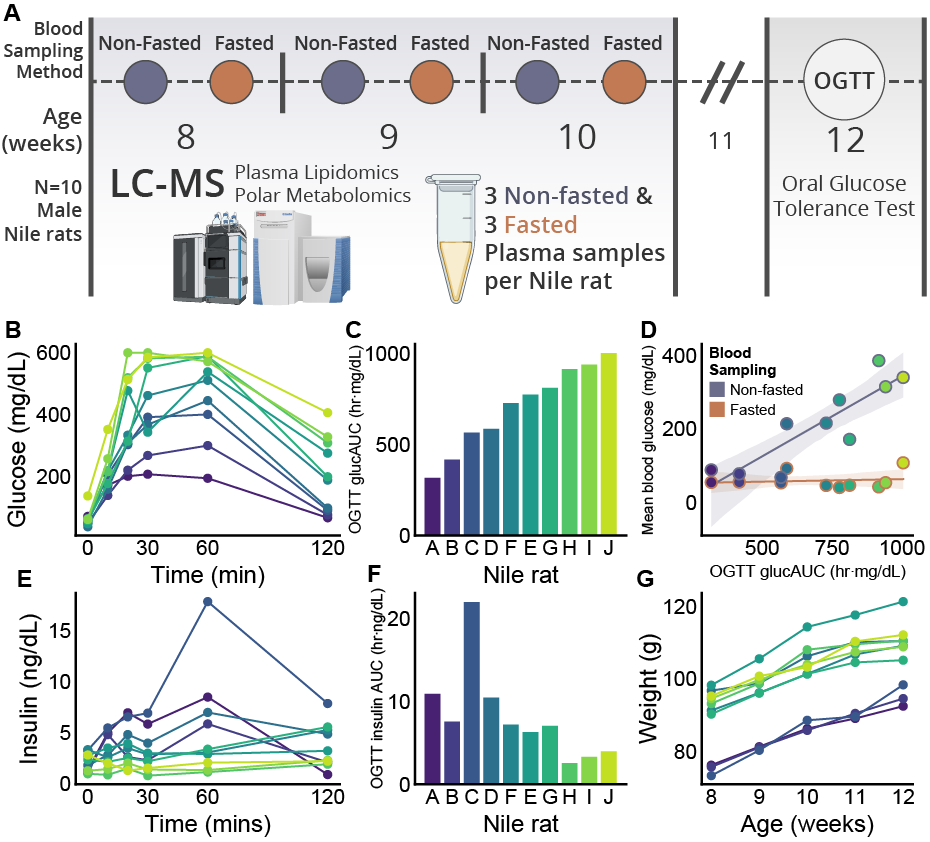 A
Blood
Sampling
Method
Non-Fasted
Fasted
Non-Fasted
Fasted
Non-Fasted
Fasted
OGTT
Age
(weeks)
8
9
10
11
12
N=10
Male
Nile rats
LC-MS
Plasma Lipidomics
Polar Metabolomics
3 Non-fasted &
3 Fasted
Plasma samples
per Nile rat
Oral Glucose
Tolerance Test
B
Glucose (mg/dL)
600
400
200
0
30
60
120
Time (min)
C
OGTT glucAUC (hr·mg/dL)
1000
500
0
A B C D F E G H I J
Nile rat
D
Mean blood glucose (mg/dL)
400
200
0
Blood
Sampling
Non-fasted
Fasted
500
750
1000
OGTT glucAUC (hr·mg/dL)
E
Insulin (ng/dL)
15
10
5
0
0
30
60
120
Time (mins)
F
OGTT insulin AUC (hr·ng/dL)
20
10
0
A B C D F E G H I J
Nile rat
G
Weight (g)
120
100
80
8
9
10
11
12
Age (weeks)